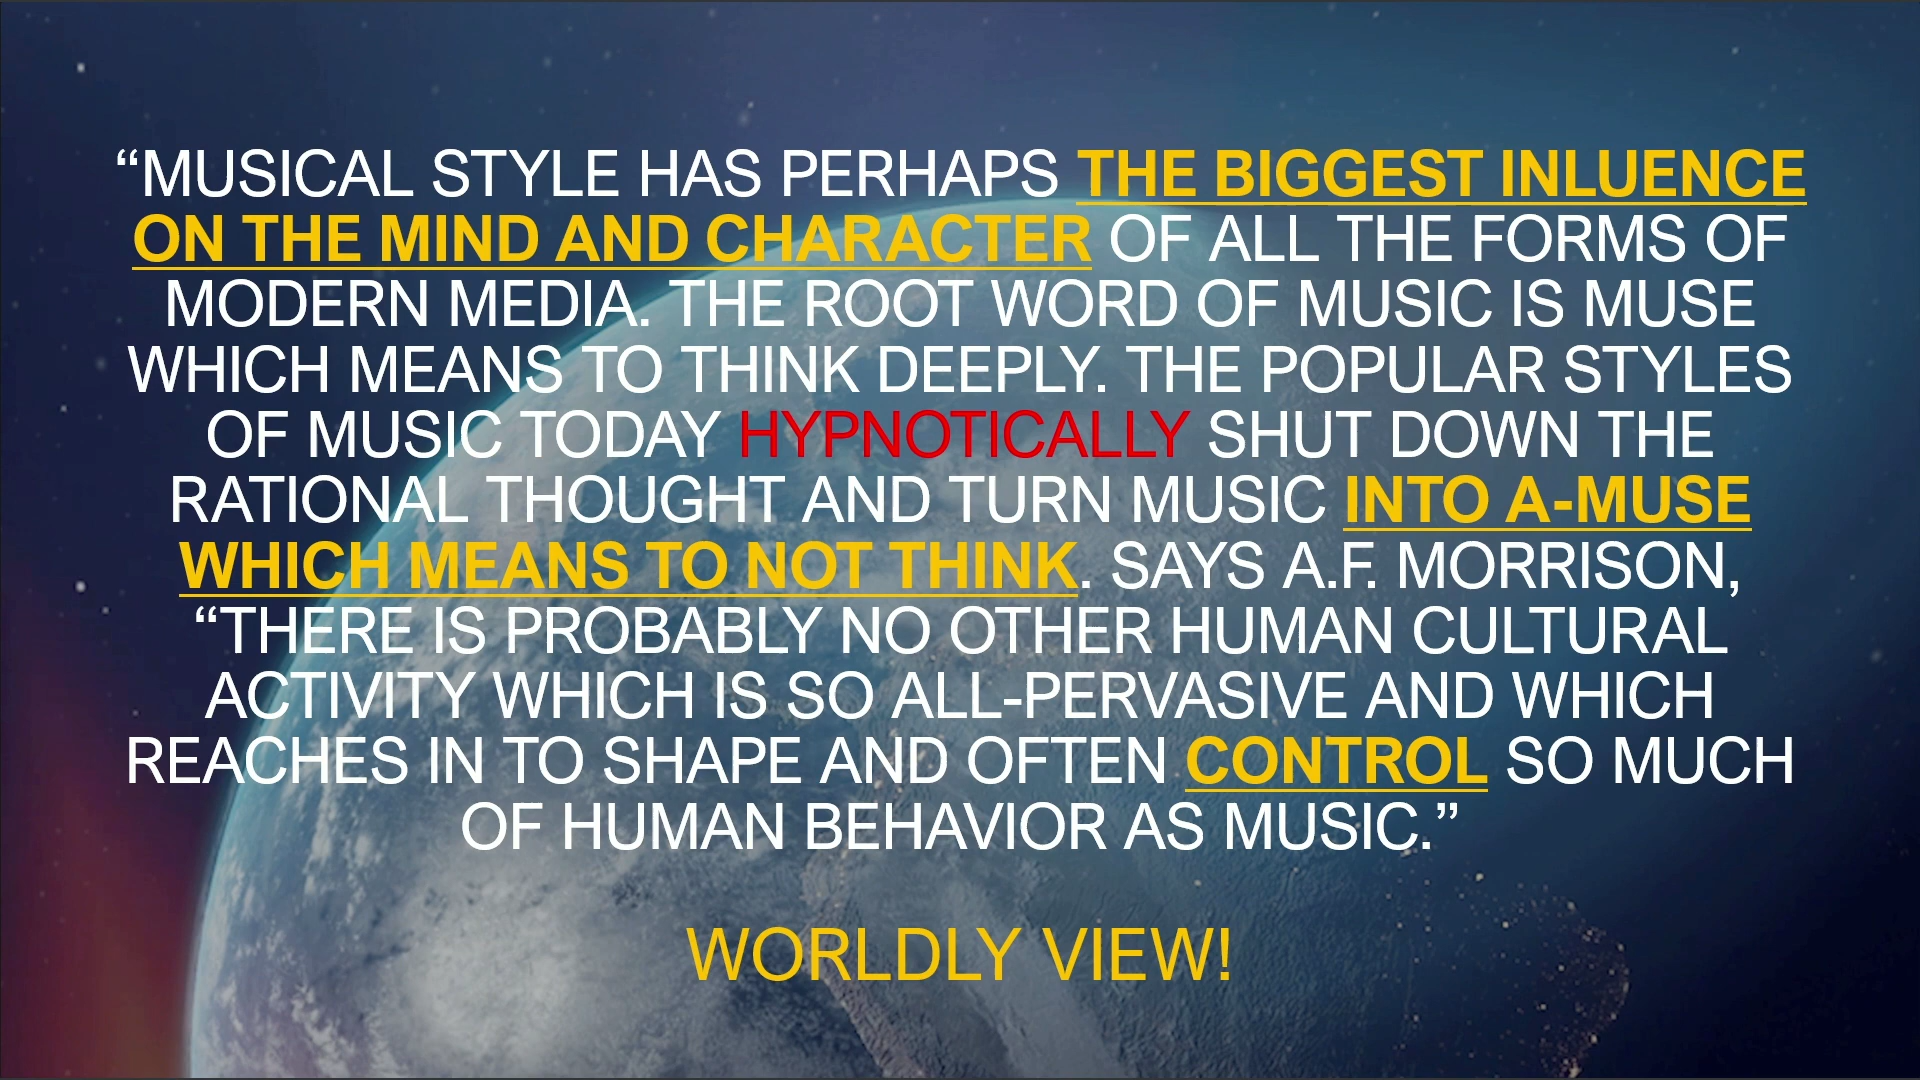 “MUSICAL STYLE HAS PERHAPS THE BIGGEST INLUENCE
ON THE MIND AND CHARACTER OF ALL THE FORMS OF
MODERN MEDIA. THE ROOT WORD OF MUSIC IS MUSE
WHICH MEANS TO THINK DEEPLY. THE POPULAR STYLES
OF MUSIC TODAY HYPNOTICALLY SHUT DOWN THE
RATIONAL THOUGHT AND TURN MUSIC INTO A-MUSE
WHICH MEANS TO NOT THINK. SAYS A.F. MORRISON,
“THERE IS PROBABLY NO OTHER HUMAN CULTURAL
ACTIVITY WHICH IS SO ALL-PERVASIVE AND WHICH
REACHES IN TO SHAPE AND OFTEN CONTROL SO MUCH
OF HUMAN BEHAVIOR AS MUSIC.”
WORLDLY VIEW!